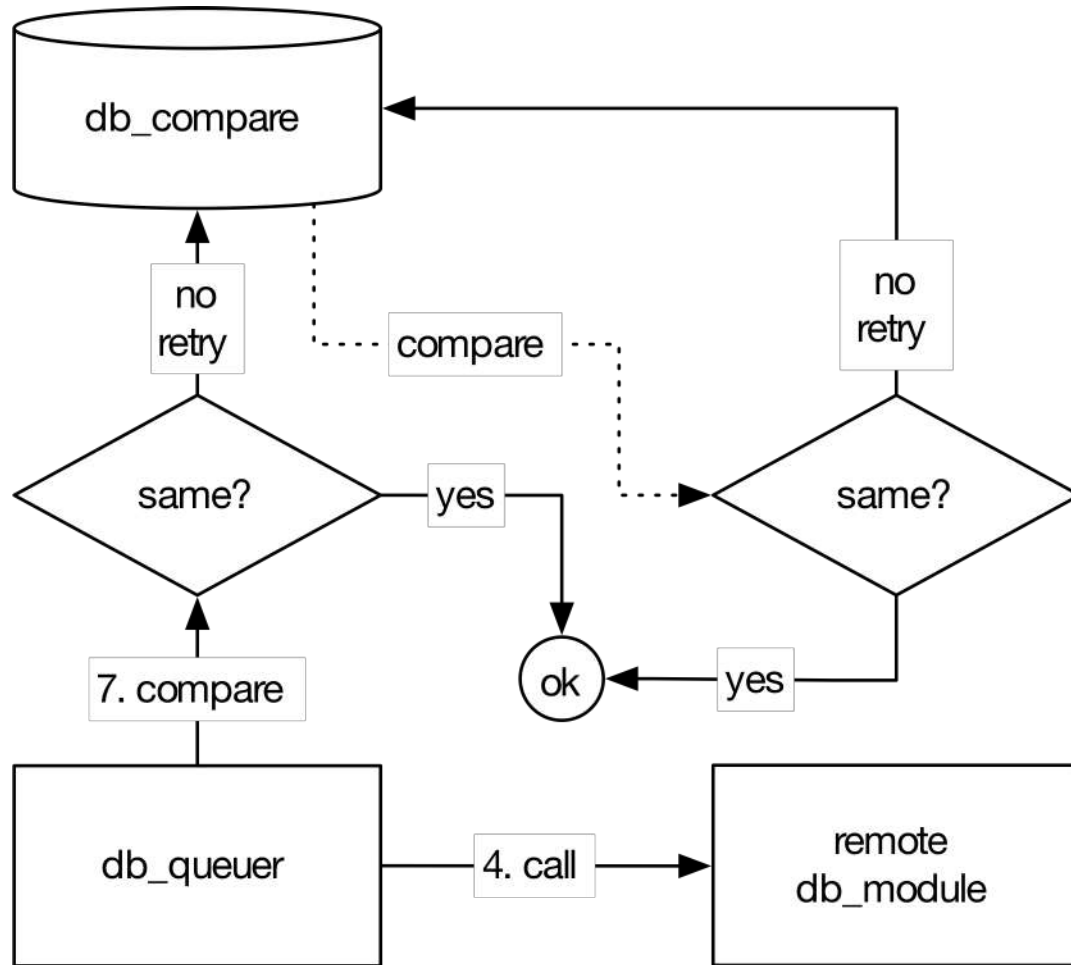 db_compare
no
retry
compare
no
retry
same?
yes
same?
7. compare
ok
yes
db_queuer
4. call
remote
db_module